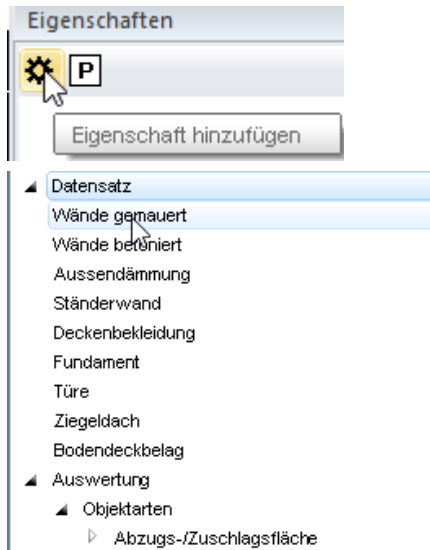 Eigenschaften
P
Eigenschaft hinzufügen
Datensatz
Wände gemauert
Wände betoniert
Aussendämmung
Ständerwand
Deckenbekleidung
Fundament
Türe
Ziegeldach
Bodendeckbelag
Auswertung
Objektarten
Abzugs-/Zuschlagsfläche